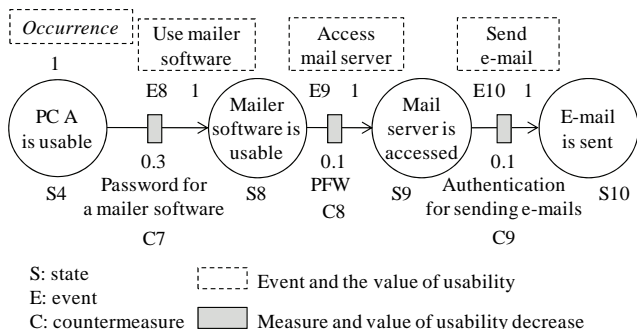 Occurrence
Use mailer
software
Access
mail server
Send
e-mail
1
E8
1
E9
1
E10
1
PC A
is usable
Mailer
software is
usable
Mail
server is
accessed
E-mail
is sent
0.3
0.1
0.1
S4
Password for
a mailer software
S8
PFW
S9
Authentication
for sending e-mails
S10
C7
C8
C9
S: state
E: event
C: countermeasure
Event and the value of usability
Measure and value of usability decrease